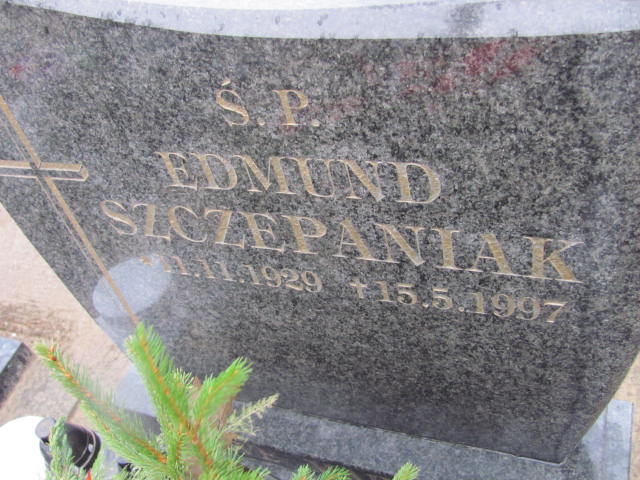 Ś. P.
EDMUND
SZCZEPANIAK
*11.11.1929 †15.5.1997